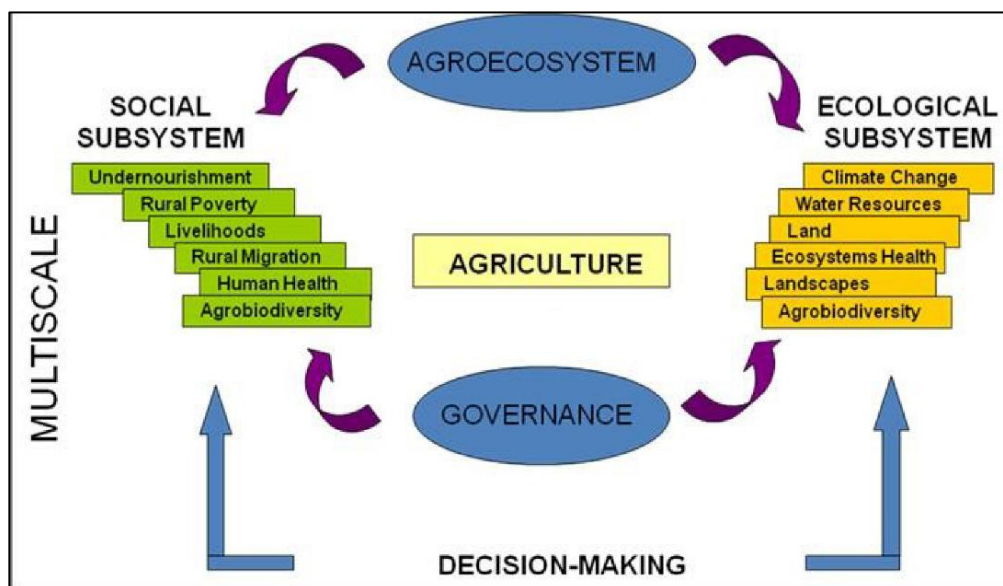 AGROECOSYSTEM
SOCIAL
SUBSYSTEM
Undernourishment
Rural Poverty
Livelihoods
Rural Migration
Human Health
Agrobiodiversity
ECOLOGICAL
SUBSYSTEM
Climate Change
Water Resources
Land
Ecosystems Health
Landscapes
Agrobiodiversity
MULTISCALE
AGRICULTURE
GOVERNANCE
DECISION-MAKING